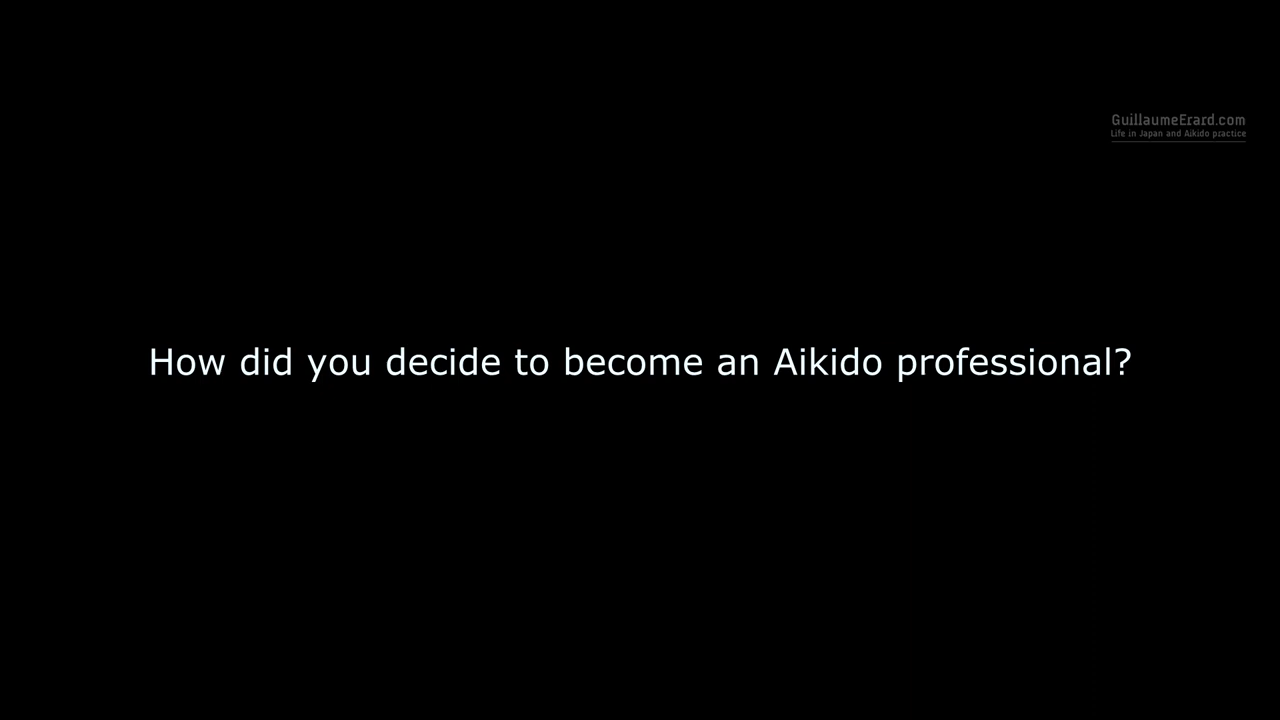 GuillaumeErard.com
Life in Japan and Aikido practice
How did you decide to become an Aikido professional?